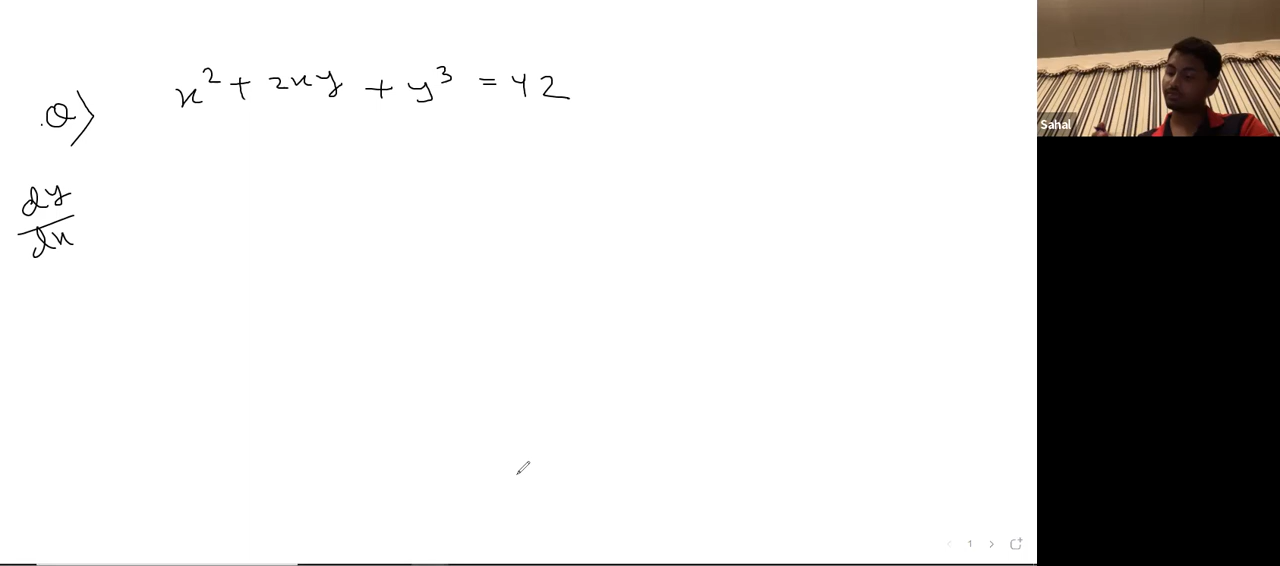 Q) x² + 2xy + y³ = 42
dy/dx
Sahal
1